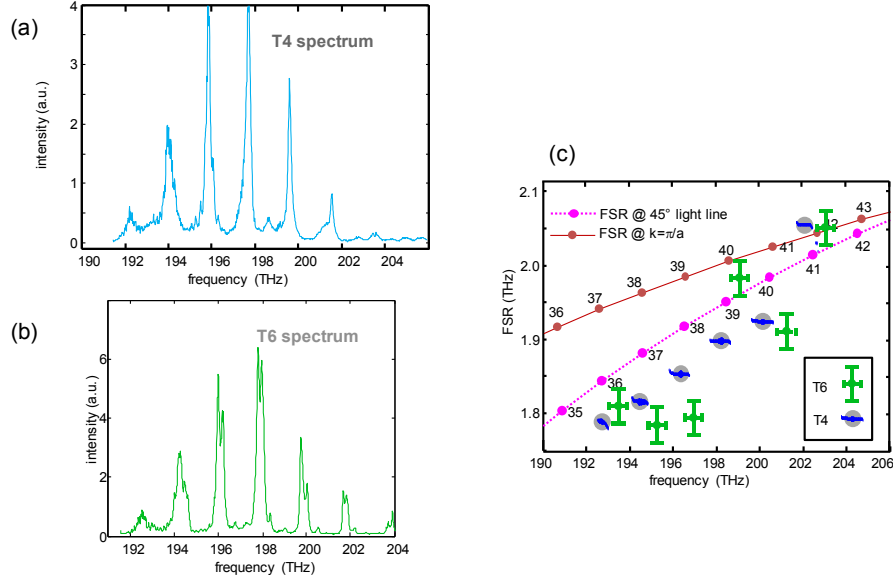 (a)
T4 spectrum
intensity (a.u.)
4
3
2
1
0
190 192 194 196 198 200 202 204
frequency (THz)
(b)
T6 spectrum
intensity (a.u.)
6
4
2
0
192 194 196 198 200 202 204
frequency (THz)
(c)
FSR @ 45° light line
FSR @ k=π/a
FSR (THz)
2.1
2.0
1.9
1.8
36 37 38 39 40 41 42 43
35 36 37 38 39 40 41 42
T6
T4
190 192 194 196 198 200 202 204 206
frequency (THz)